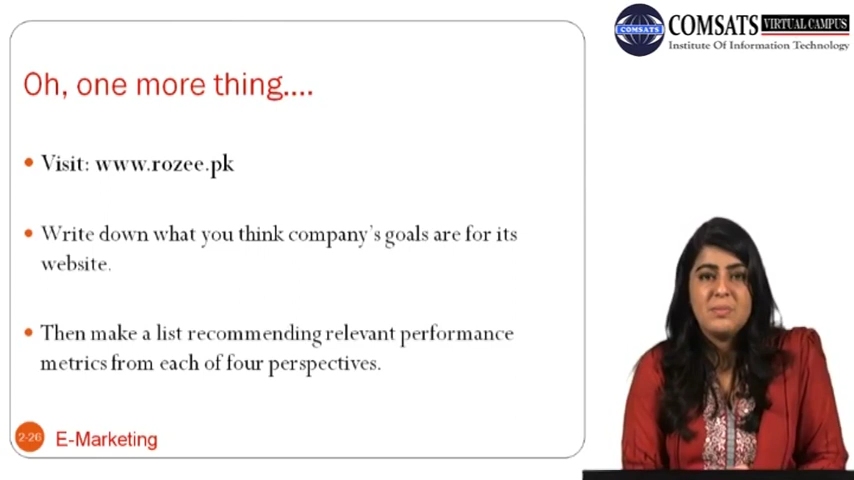 COMSATS VIRTUAL CAMPUS
COMSATS
Institute Of Information Technology
Oh, one more thing....
Visit: www.rozee.pk
Write down what you think company's goals are for its
website.
Then make a list recommending relevant performance
metrics from each of four perspectives.
2-26
E-Marketing